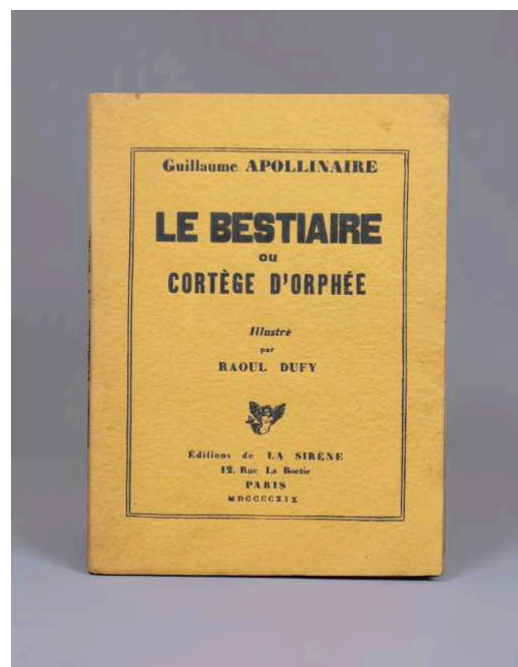 Guillaume APOLLINAIRE
LE BESTIAIRE
ou
CORTÈGE D'ORPHÉE
Illustré
par
RAOUL DUFY
Éditions de LA SIRÈNE
12, Rue La Boétie
PARIS
MDCCCCXIX